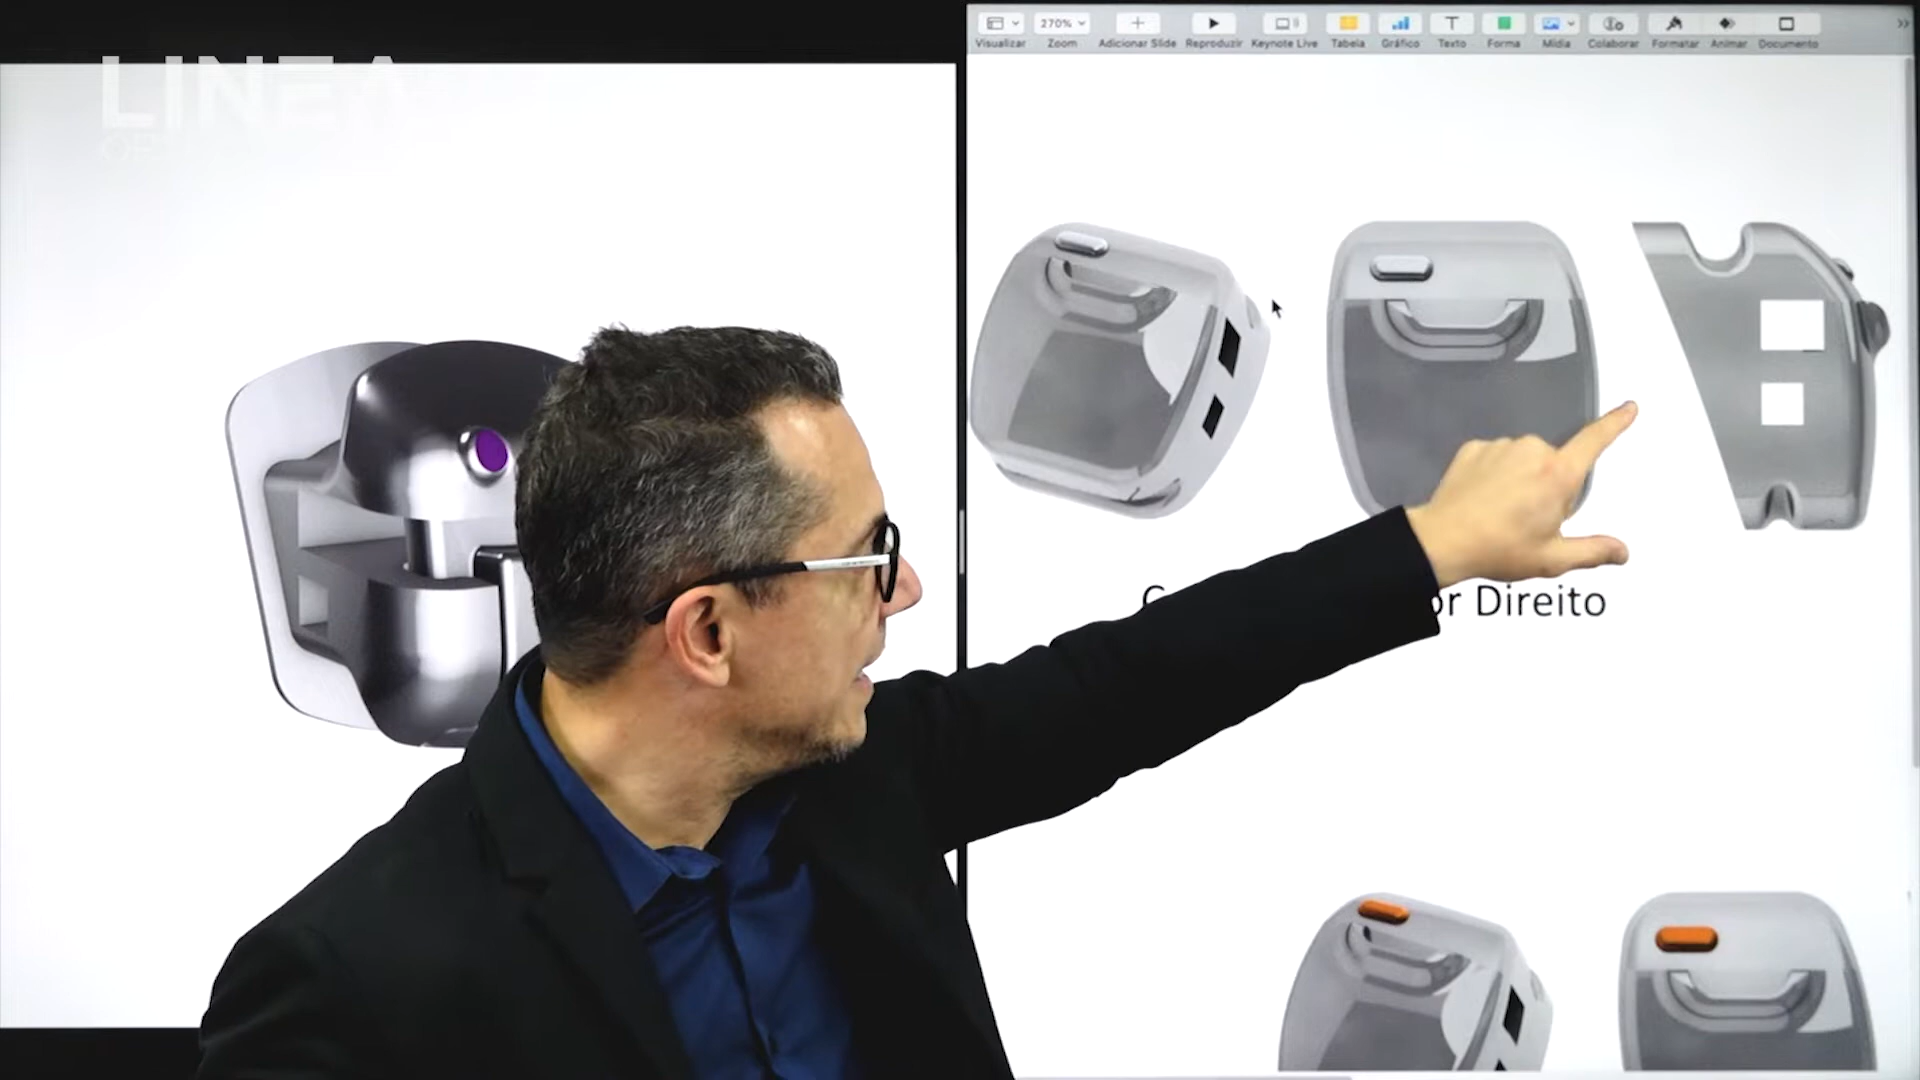 LINEA
270%
Visualizar Zoom Adicionar Slide Reproduzir Keynote Live Tabela Gráfico Texto Forma Mídia Colaborar Formatar Animar Documento
Direito